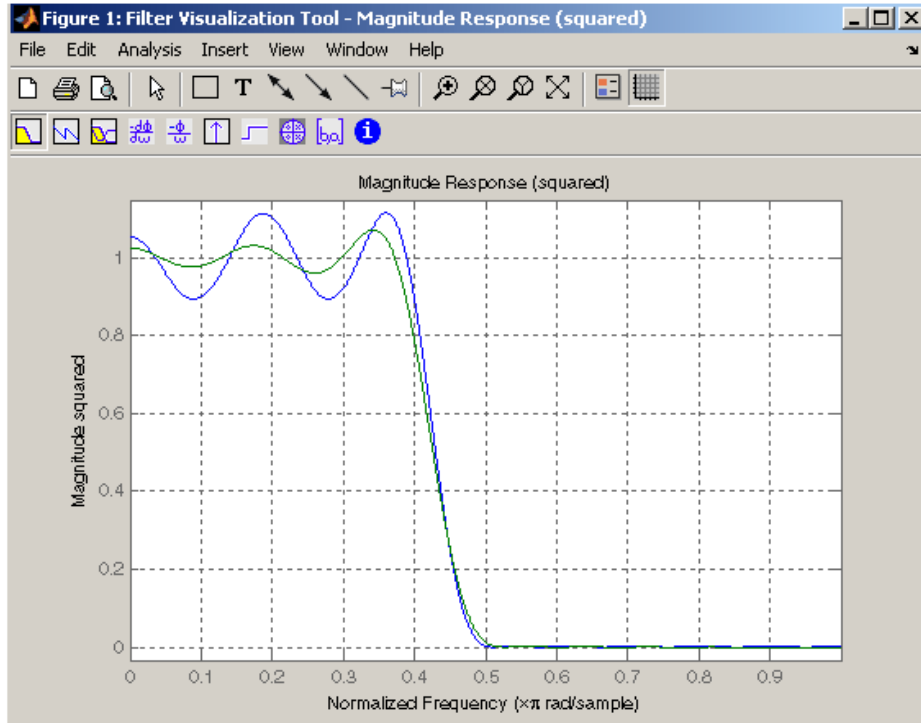 Figure 1: Filter Visualization Tool - Magnitude Response (squared)
File Edit Analysis Insert View Window Help
T
Magnitude Response (squared)
Magnitude squared
1
0.8
0.6
0.4
0.2
0
0 0.1 0.2 0.3 0.4 0.5 0.6 0.7 0.8 0.9
Normalized Frequency (×π rad/sample)